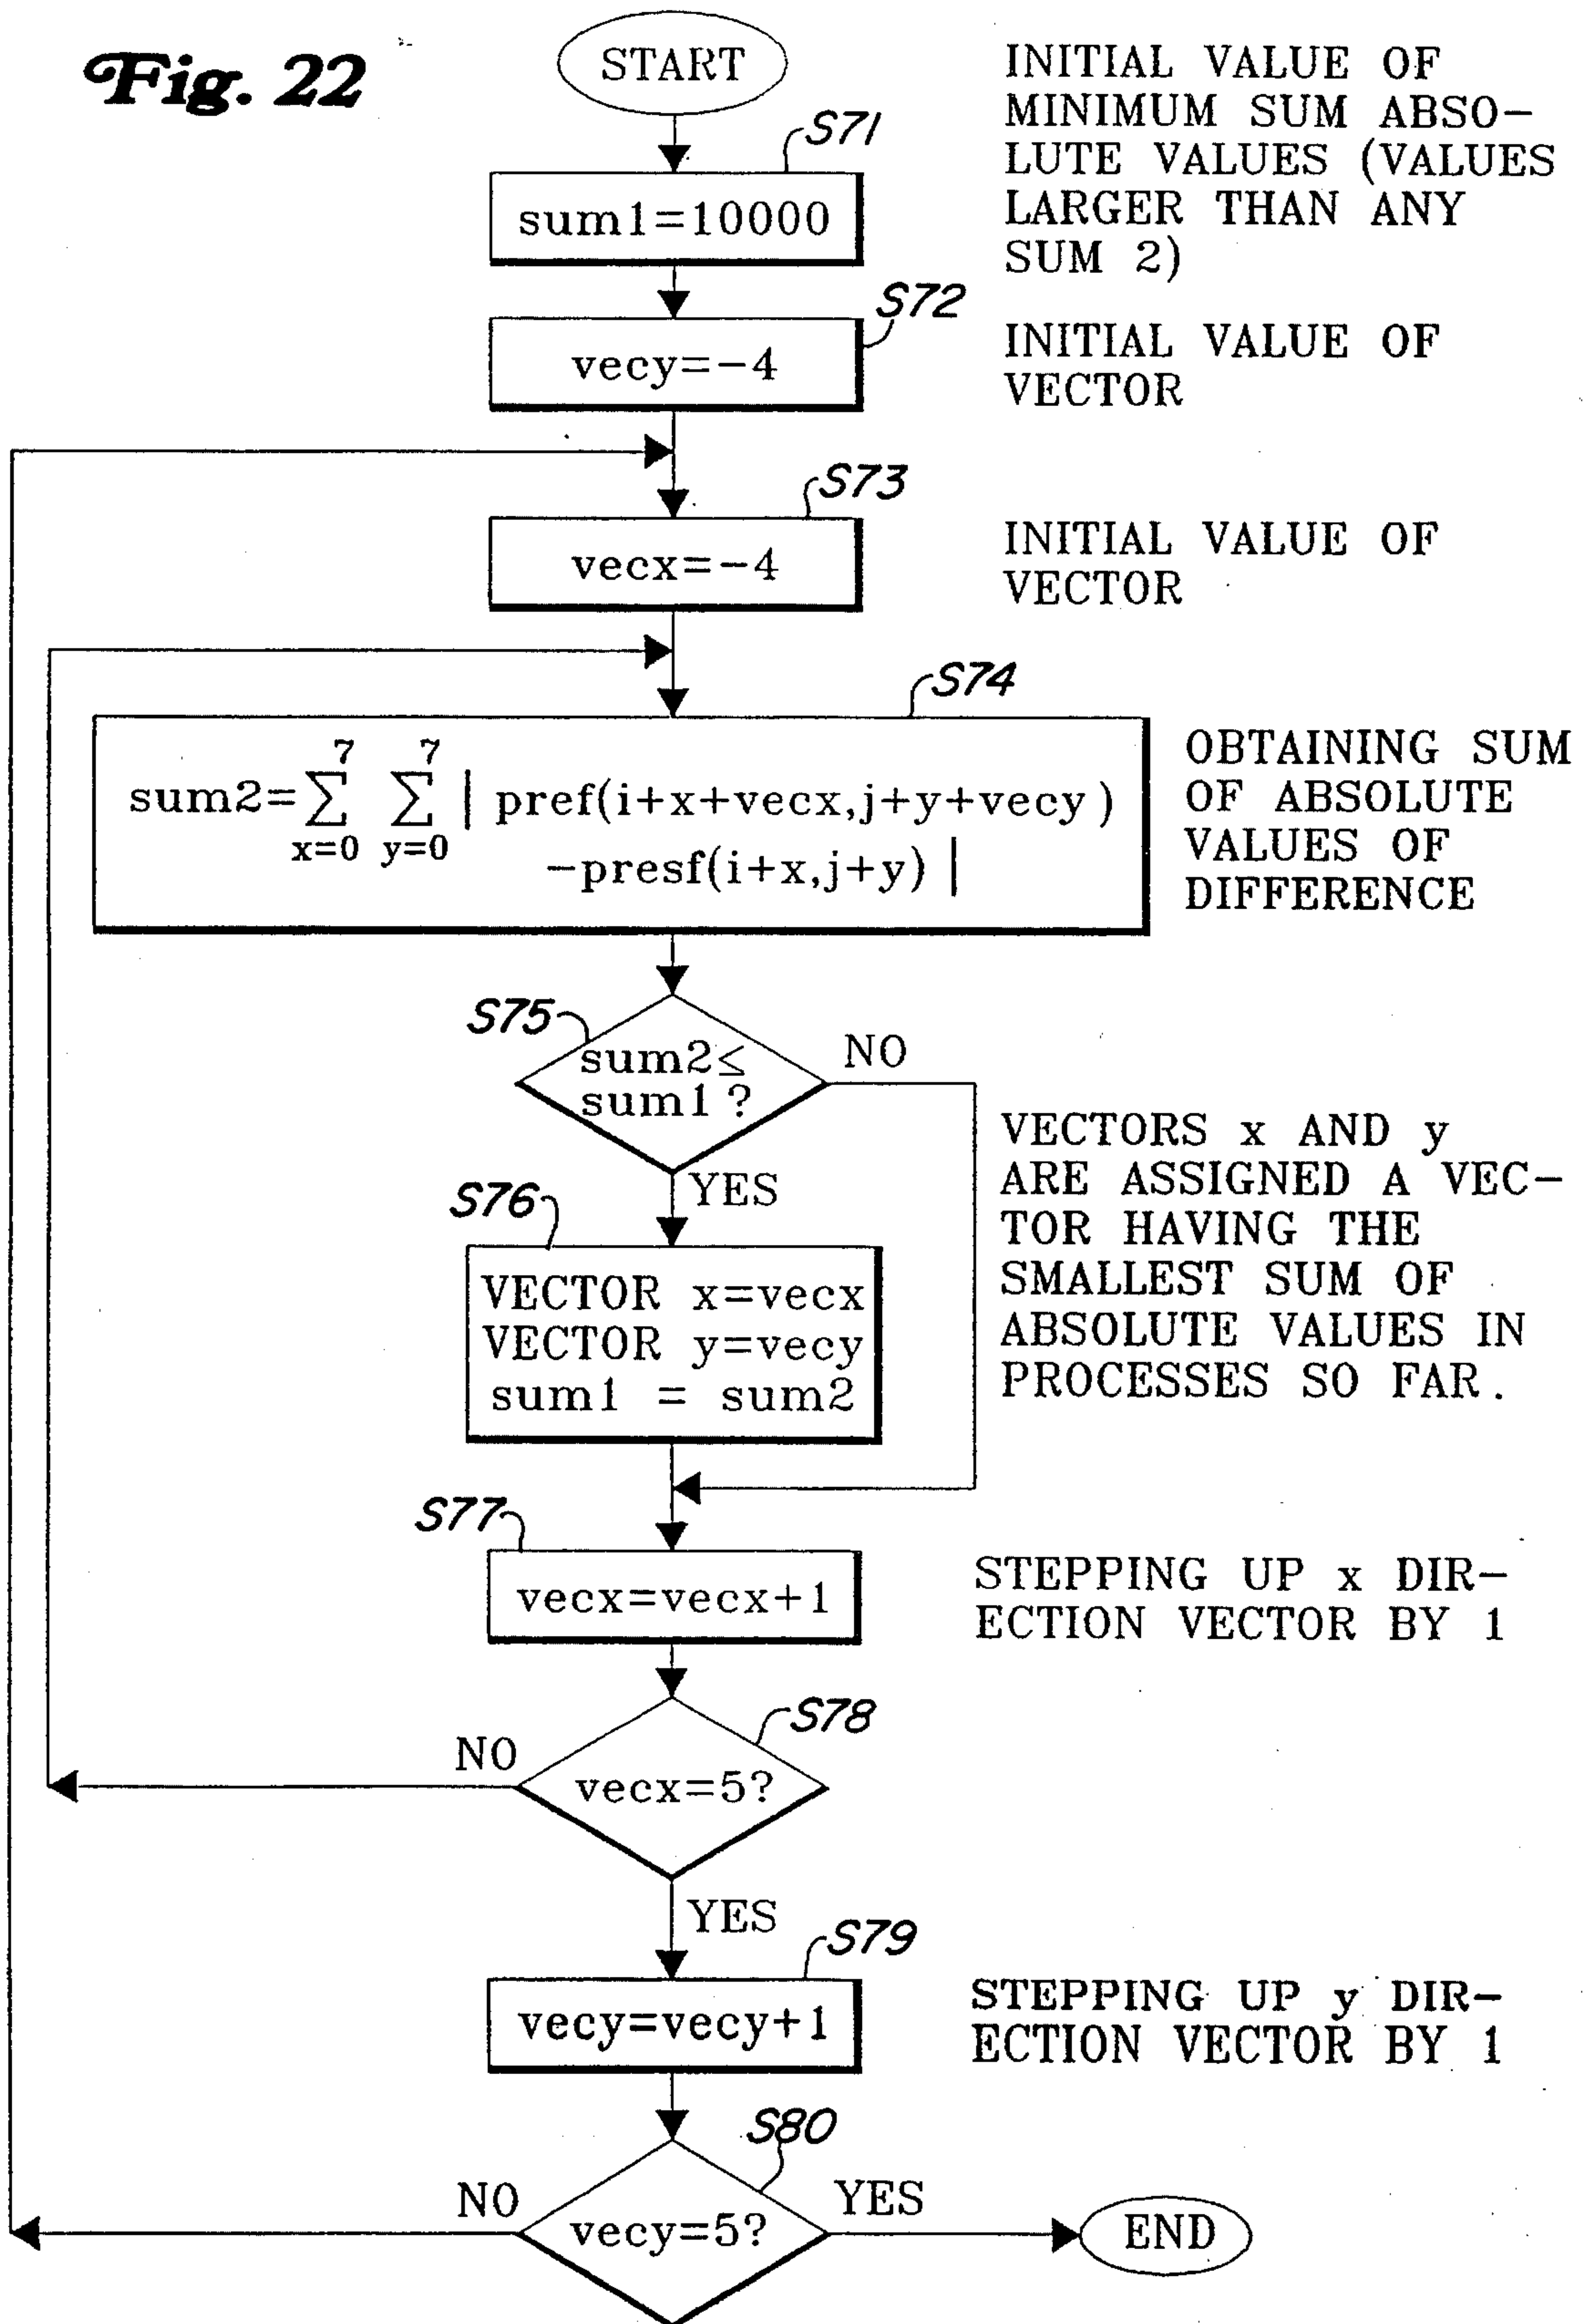 Fig. 22
START
INITIAL VALUE OF
MINIMUM SUM ABSO-
LUTE VALUES (VALUES
LARGER THAN ANY
SUM 2)
S71
sum1=10000
S72
vecy=-4
INITIAL VALUE OF
VECTOR
S73
vecx=-4
INITIAL VALUE OF
VECTOR
S74
7 7
sum2=∑ ∑ | pref(i+x+vecx,j+y+vecy)
x=0 y=0
-presf(i+x,j+y) |
OBTAINING SUM
OF ABSOLUTE
VALUES OF
DIFFERENCE
S75
sum2≤
sum1?
NO
YES
VECTORS x AND y
ARE ASSIGNED A VEC-
TOR HAVING THE
SMALLEST SUM OF
ABSOLUTE VALUES IN
PROCESSES SO FAR.
S76
VECTOR x=vecx
VECTOR y=vecy
sum1 = sum2
S77
vecx=vecx+1
STEPPING UP x DIR-
ECTION VECTOR BY 1
S78
NO
vecx=5?
YES
S79
vecy=vecy+1
STEPPING UP y DIR-
ECTION VECTOR BY 1
S80
NO
vecy=5?
YES
END